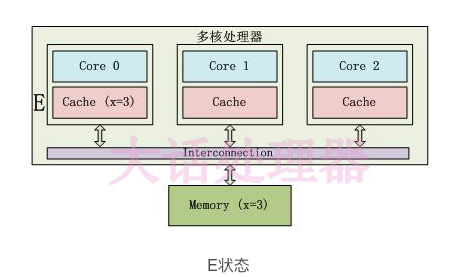 多核处理器
Core 0
Core 1
Core 2
E
Cache (x=3)
Cache
Cache
Interconnection
大话处理器
Memory (x=3)
E状态